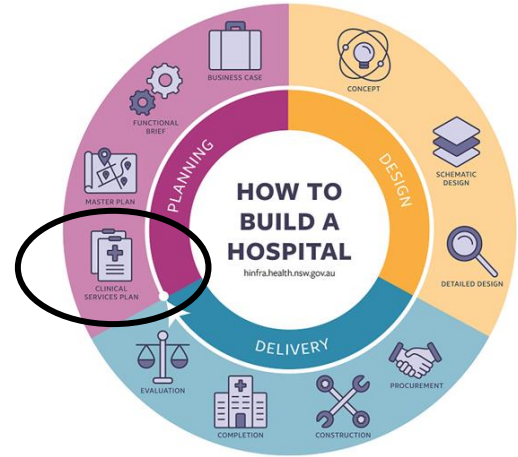 HOW TO
BUILD A
HOSPITAL
hinfra.health.nsw.gov.au
PLANNING
CLINICAL
SERVICES PLAN
MASTER PLAN
FUNCTIONAL
BRIEF
BUSINESS CASE
DESIGN
CONCEPT
SCHEMATIC
DESIGN
DETAILED DESIGN
DELIVERY
PROCUREMENT
CONSTRUCTION
COMPLETION
EVALUATION